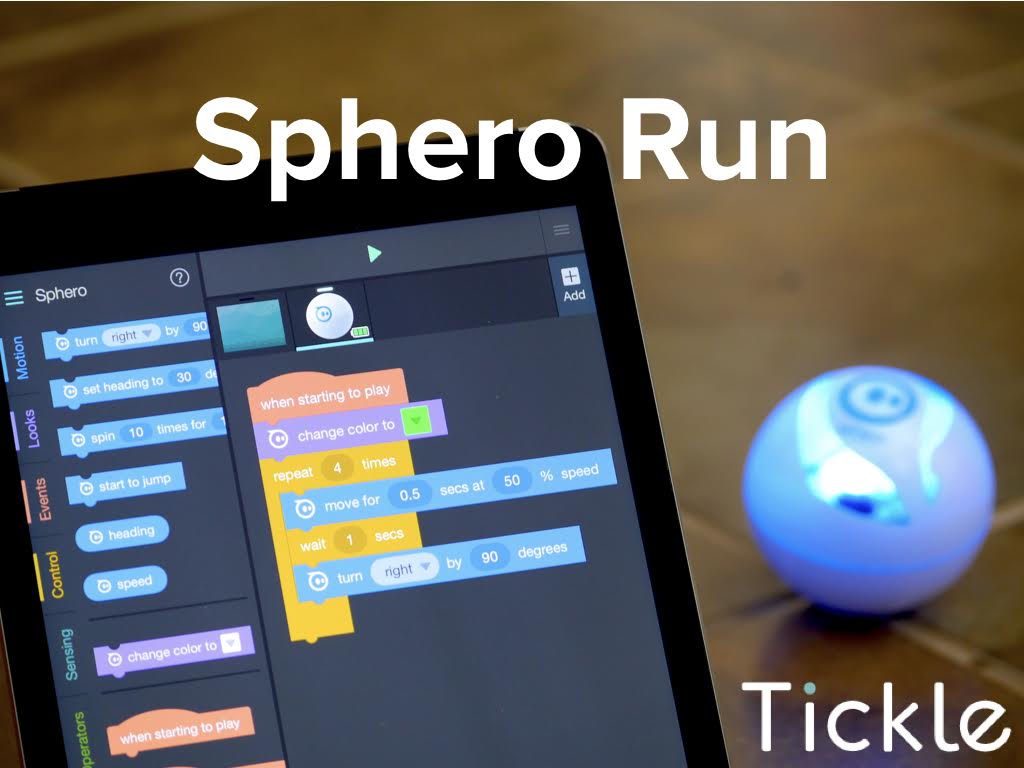 Sphero Run
Sphero
?
Add
Motion
Looks
Events
Control
Sensing
perators
turn right by 90
set heading to 30 de
spin 10 times for
start to jump
heading
speed
change color to
when starting to play
when starting to play
change color to
repeat 4 times
move for 0.5 secs at 50 % speed
wait 1 secs
turn right by 90 degrees
Tickle